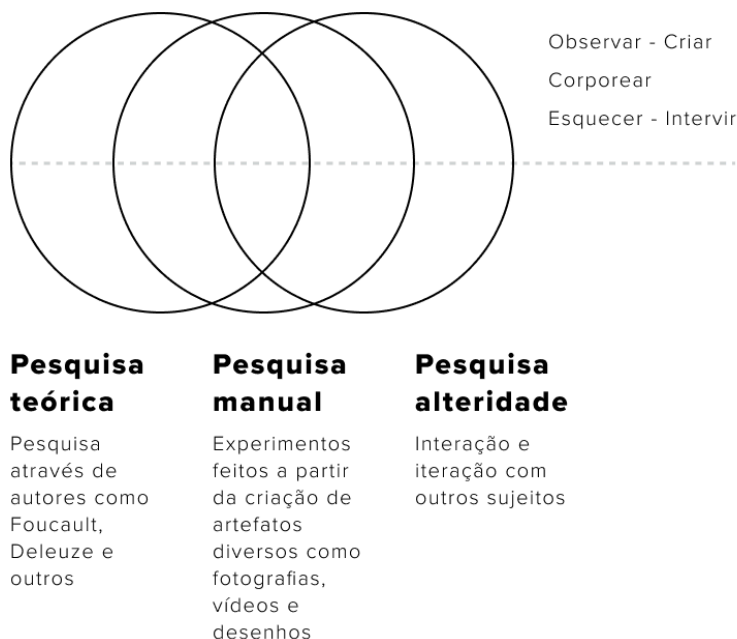 Observar - Criar
Corporear
Esquecer - Intervir
Pesquisa
teórica
Pesquisa
através de
autores como
Foucault,
Deleuze e
outros
Pesquisa
manual
Experimentos
feitos a partir
da criação de
artefatos
diversos como
fotografias,
vídeos e
desenhos
Pesquisa
alteridade
Interação e
iteração com
outros sujeitos